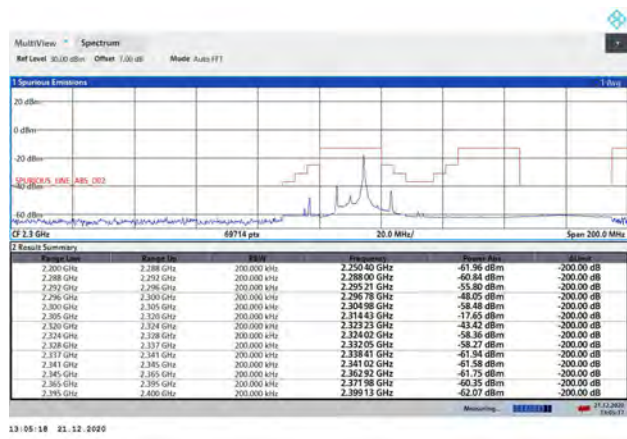 MultiView Spectrum
Ref Level 30.00 dBm Offset 7.00 dB Mode Auto FFT
1 Spurious Emissions 1 Avg
20 dBm
0 dBm
-20 dBm
SPURIOUS_LINE_ABS_002
-40 dBm
-60 dBm
CF 2.3 GHz 69714 pts 20.0 MHz/ Span 200.0 MHz
2 Result Summary
Range Low Range Up RBW Frequency Power Abs ΔLimit
2.200 GHz 2.288 GHz 200.000 kHz 2.250 40 GHz -61.96 dBm -200.00 dB
2.288 GHz 2.292 GHz 200.000 kHz 2.288 00 GHz -60.84 dBm -200.00 dB
2.292 GHz 2.296 GHz 200.000 kHz 2.295 21 GHz -55.80 dBm -200.00 dB
2.296 GHz 2.300 GHz 200.000 kHz 2.296 78 GHz -48.05 dBm -200.00 dB
2.300 GHz 2.305 GHz 200.000 kHz 2.304 98 GHz -58.48 dBm -200.00 dB
2.305 GHz 2.320 GHz 200.000 kHz 2.314 43 GHz -17.65 dBm -200.00 dB
2.320 GHz 2.324 GHz 200.000 kHz 2.323 23 GHz -43.42 dBm -200.00 dB
2.324 GHz 2.328 GHz 200.000 kHz 2.324 02 GHz -58.36 dBm -200.00 dB
2.328 GHz 2.337 GHz 200.000 kHz 2.332 05 GHz -58.27 dBm -200.00 dB
2.337 GHz 2.341 GHz 200.000 kHz 2.338 41 GHz -61.94 dBm -200.00 dB
2.341 GHz 2.345 GHz 200.000 kHz 2.341 02 GHz -61.58 dBm -200.00 dB
2.345 GHz 2.365 GHz 200.000 kHz 2.362 92 GHz -61.75 dBm -200.00 dB
2.365 GHz 2.395 GHz 200.000 kHz 2.371 98 GHz -60.35 dBm -200.00 dB
2.395 GHz 2.400 GHz 200.000 kHz 2.399 13 GHz -62.07 dBm -200.00 dB
Measuring... 21.12.2020
13:05:18 21.12.2020